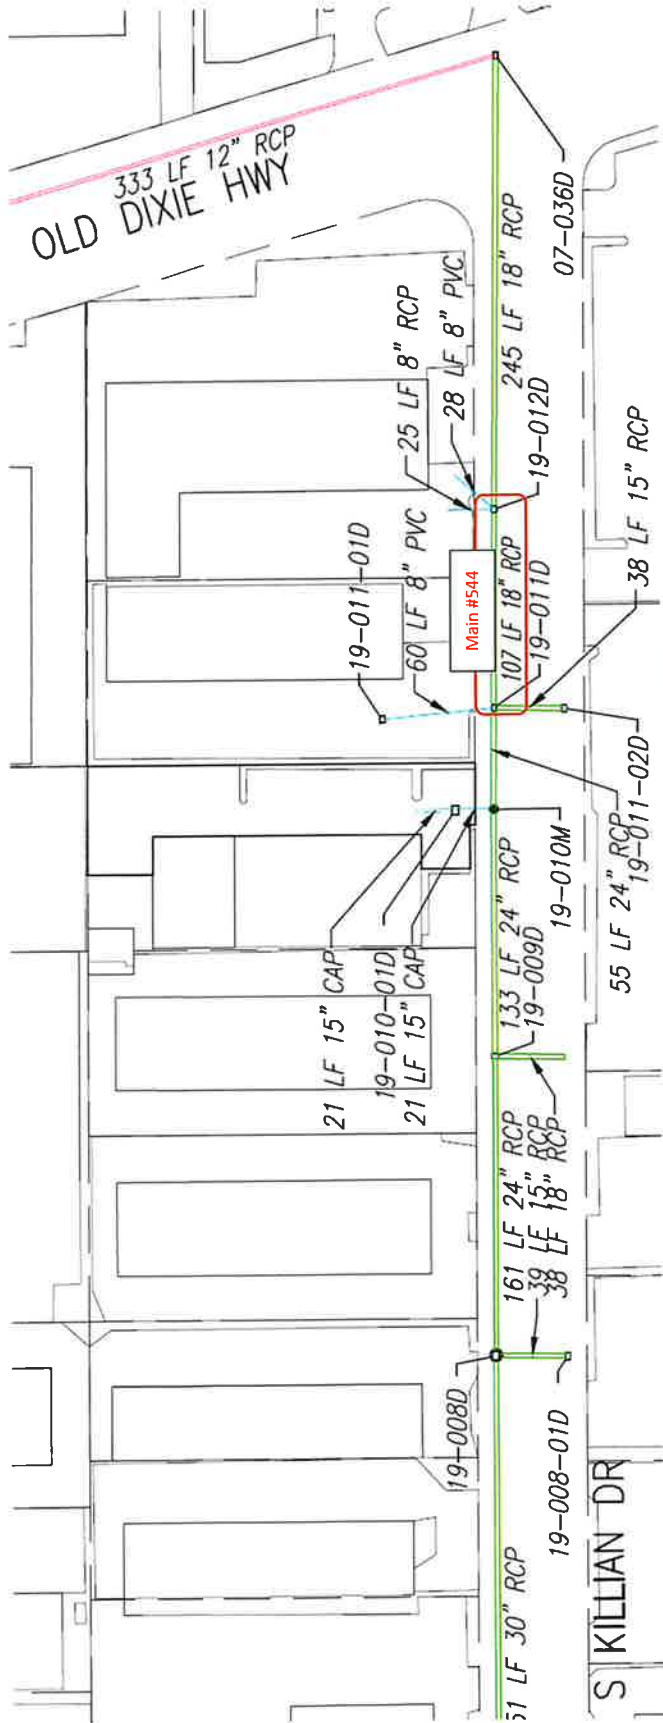 333 LF 12" RCP
OLD DIXIE HWY
07-036D
245 LF 18" RCP
25 LF 8" RCP
28 LF 8" PVC
19-012D
38 LF 15" RCP
19-011-01D
60 LF 8" PVC
Main #544
107 LF 18" RCP
19-011D
19-011-02D
55 LF 24" RCP
19-010M
133 LF 24" RCP
19-009D
21 LF 15" CAP
19-010-01D
21 LF 15" CAP
161 LF 24" RCP
39 LF 15" RCP
38 LF 18" RCP
19-008D
19-008-01D
51 LF 30" RCP
S KILLIAN DR